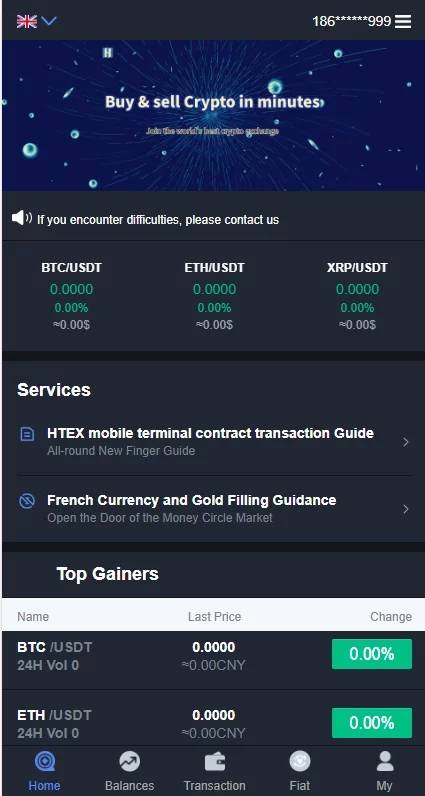 186******999
Buy & sell Crypto in minutes
Join the world's best crypto exchange
If you encounter difficulties, please contact us
BTC/USDT ETH/USDT XRP/USDT
0.0000 0.0000 0.0000
0.00% 0.00% 0.00%
≈0.00$ ≈0.00$ ≈0.00$
Services
HTEX mobile terminal contract transaction Guide
All-round New Finger Guide
French Currency and Gold Filling Guidance
Open the Door of the Money Circle Market
Top Gainers
Name Last Price Change
BTC /USDT 0.0000 0.00%
24H Vol 0 ≈0.00CNY
ETH /USDT 0.0000 0.00%
24H Vol 0 ≈0.00CNY
Home Balances Transaction Fiat My